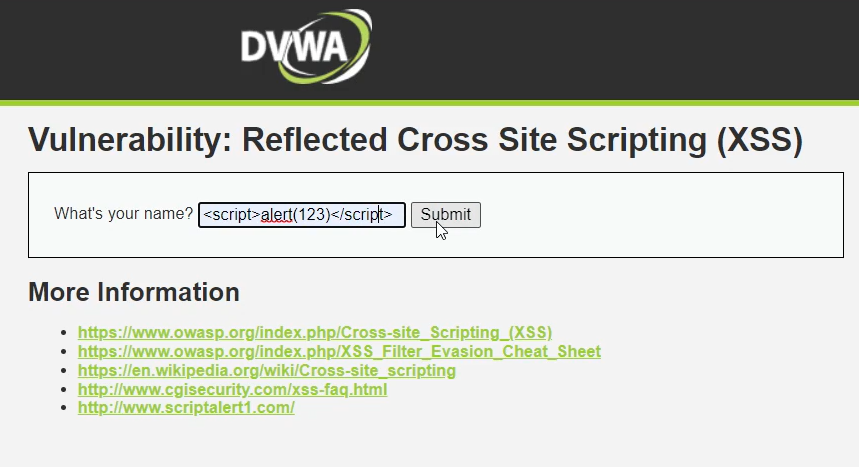 DVWA
Vulnerability: Reflected Cross Site Scripting (XSS)
What's your name? <script>alert(123)</script> Submit
More Information
https://www.owasp.org/index.php/Cross-site_Scripting_(XSS)
https://www.owasp.org/index.php/XSS_Filter_Evasion_Cheat_Sheet
https://en.wikipedia.org/wiki/Cross-site_scripting
http://www.cgisecurity.com/xss-faq.html
http://www.scriptalert1.com/